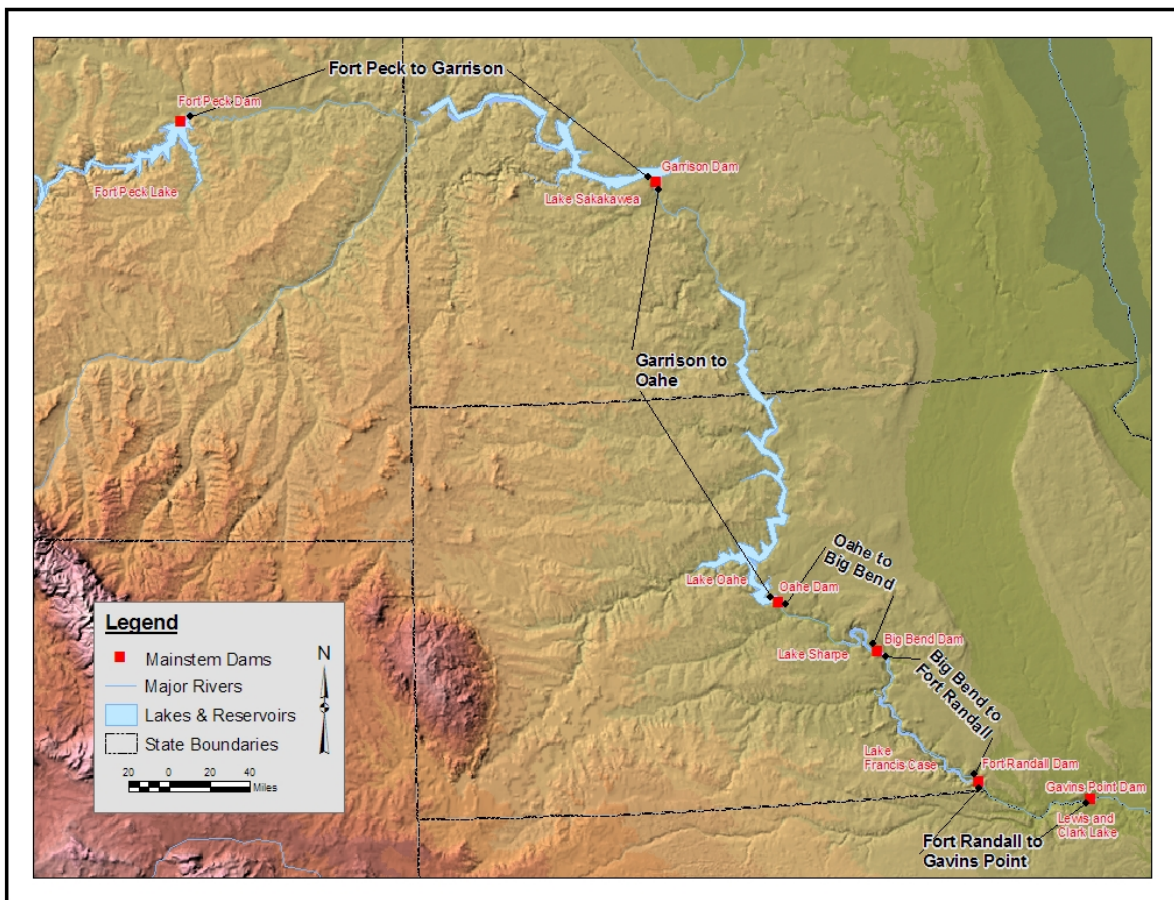 Fort Peck to Garrison
Fort Peck Dam
Fort Peck Lake
Garrison Dam
Lake Sakakawea
Garrison to
Oahe
Oahe to
Big Bend
Lake Oahe
Oahe Dam
Big Bend Dam
Lake Sharpe
Big Bend to
Fort Randall
Lake
Francis Case
Fort Randall Dam
Gavins Point Dam
Lewis and
Clark Lake
Fort Randall to
Gavins Point
Legend
N
Mainstem Dams
Major Rivers
Lakes & Reservoirs
State Boundaries
20 0 20 40
Miles